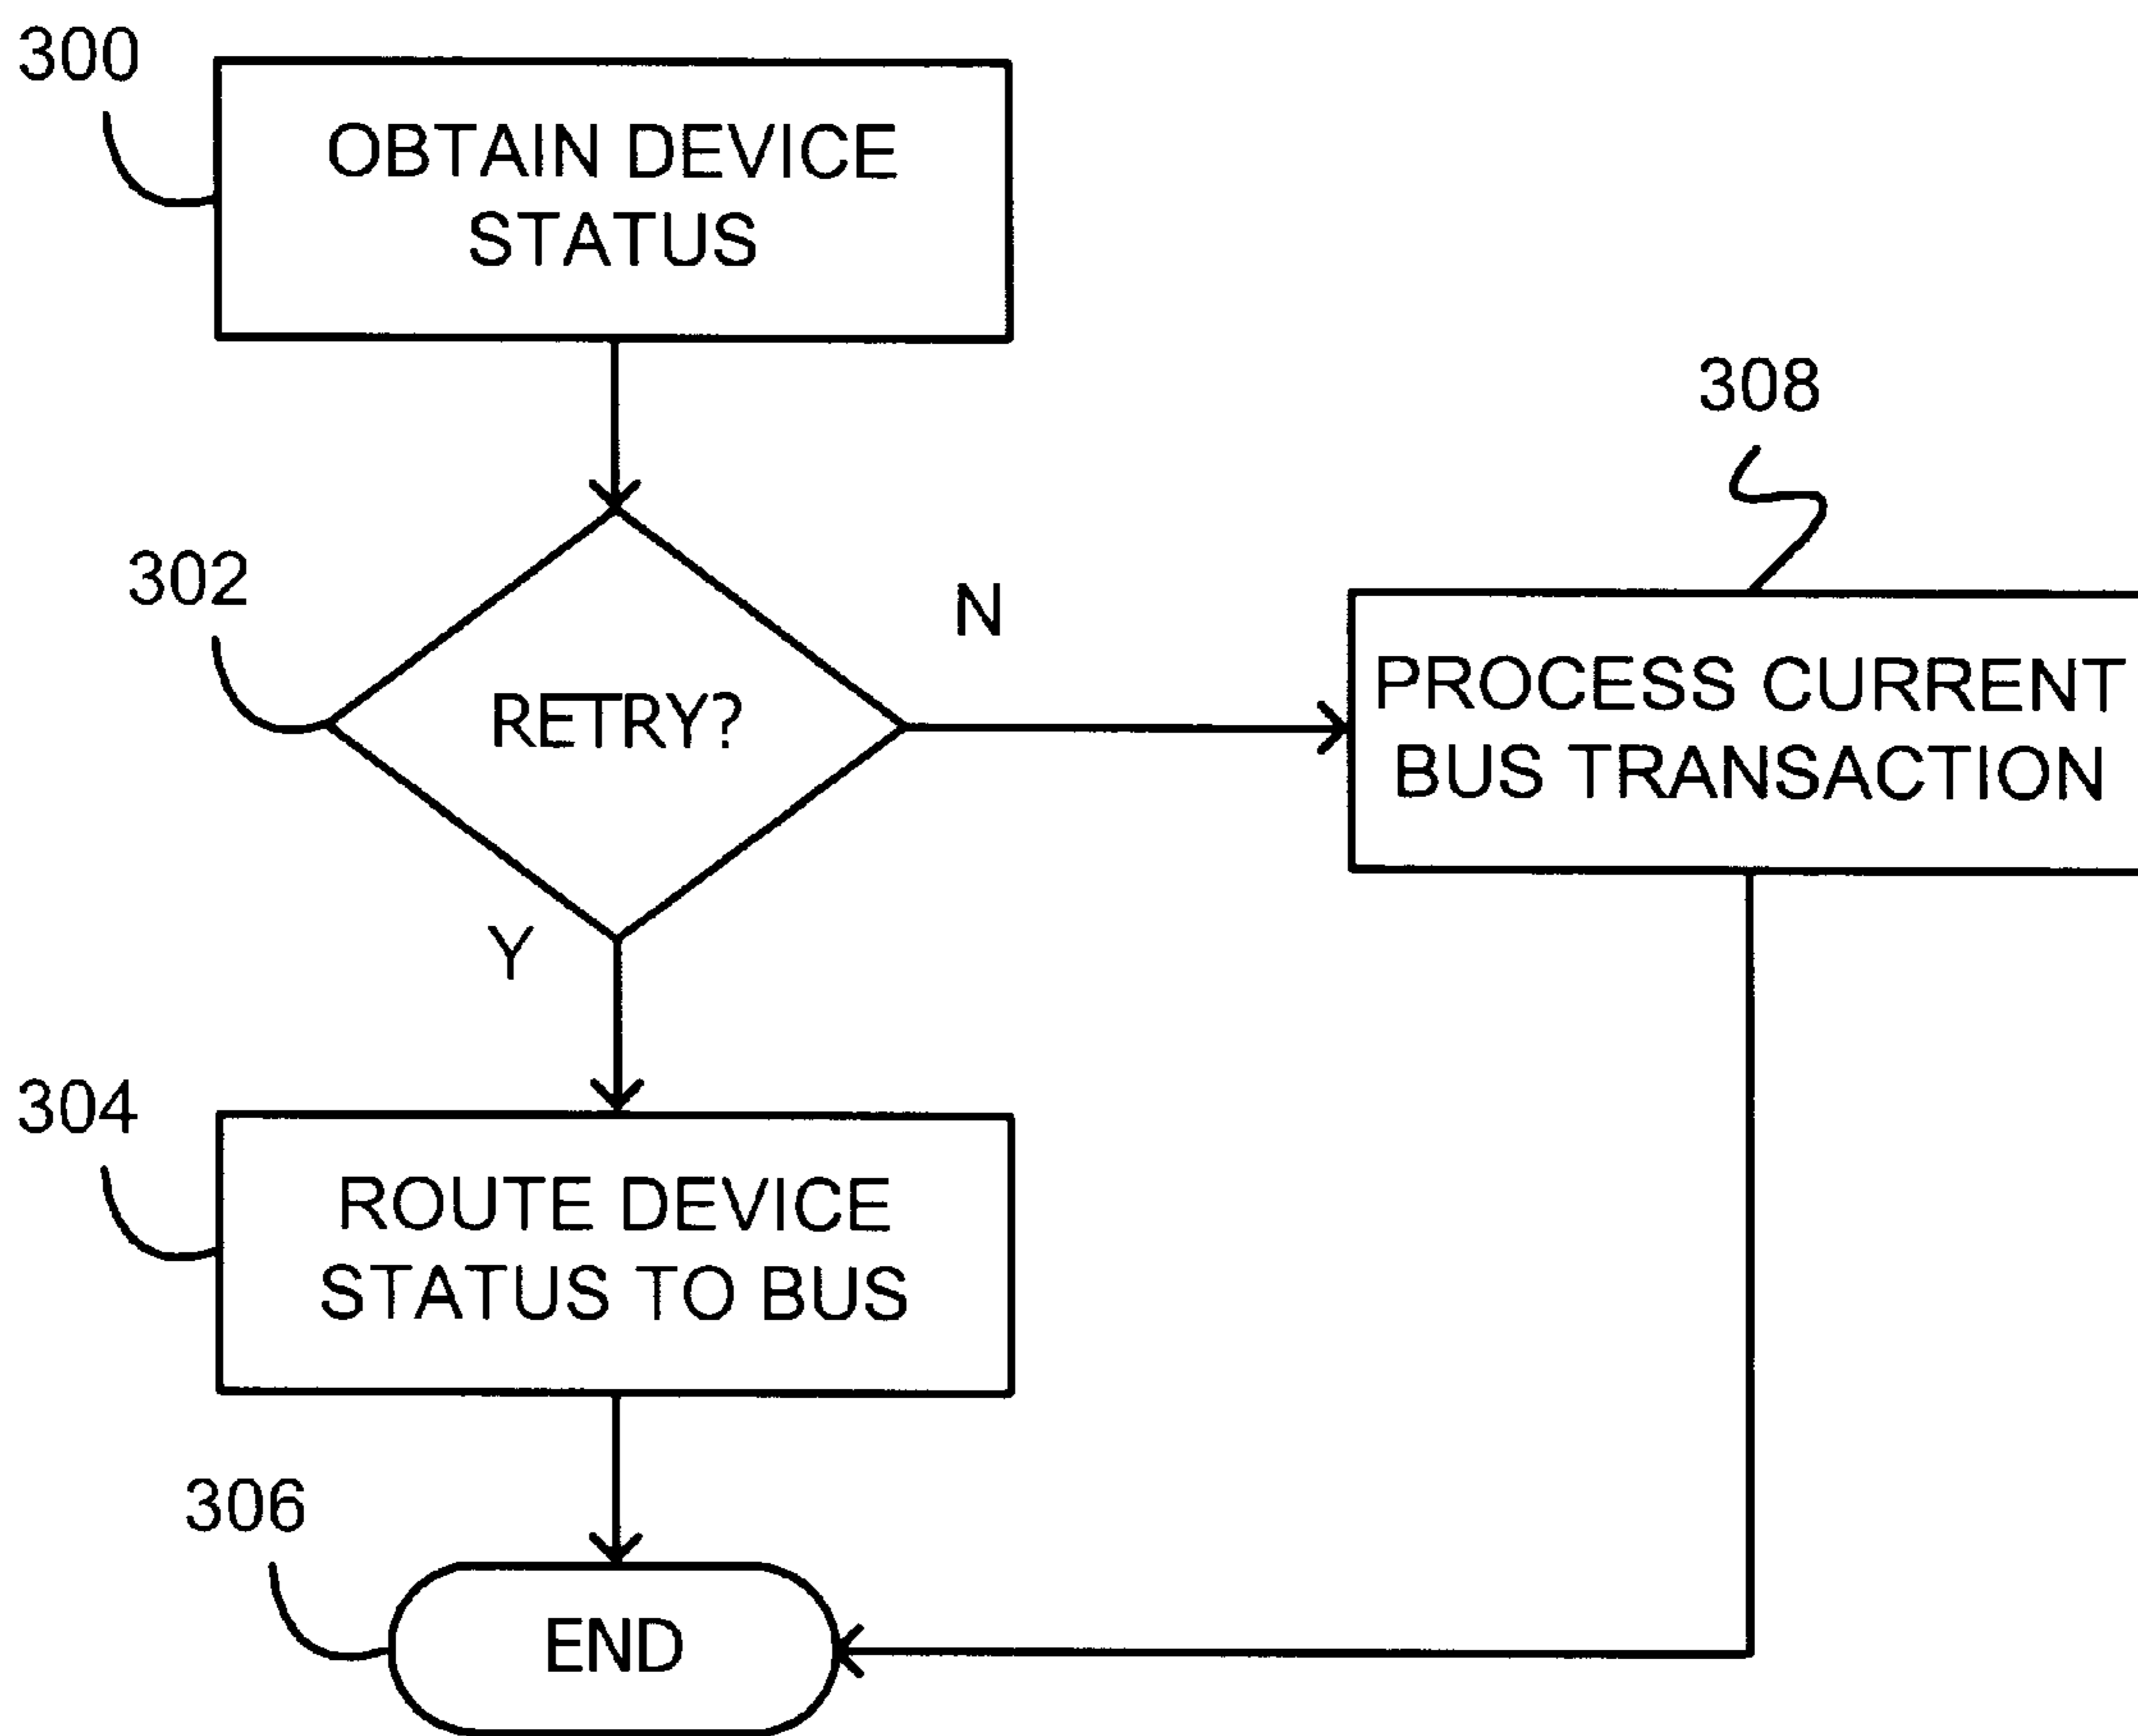 300
OBTAIN DEVICE
STATUS
308
302
N
RETRY?
PROCESS CURRENT
BUS TRANSACTION
Y
304
ROUTE DEVICE
STATUS TO BUS
306
END